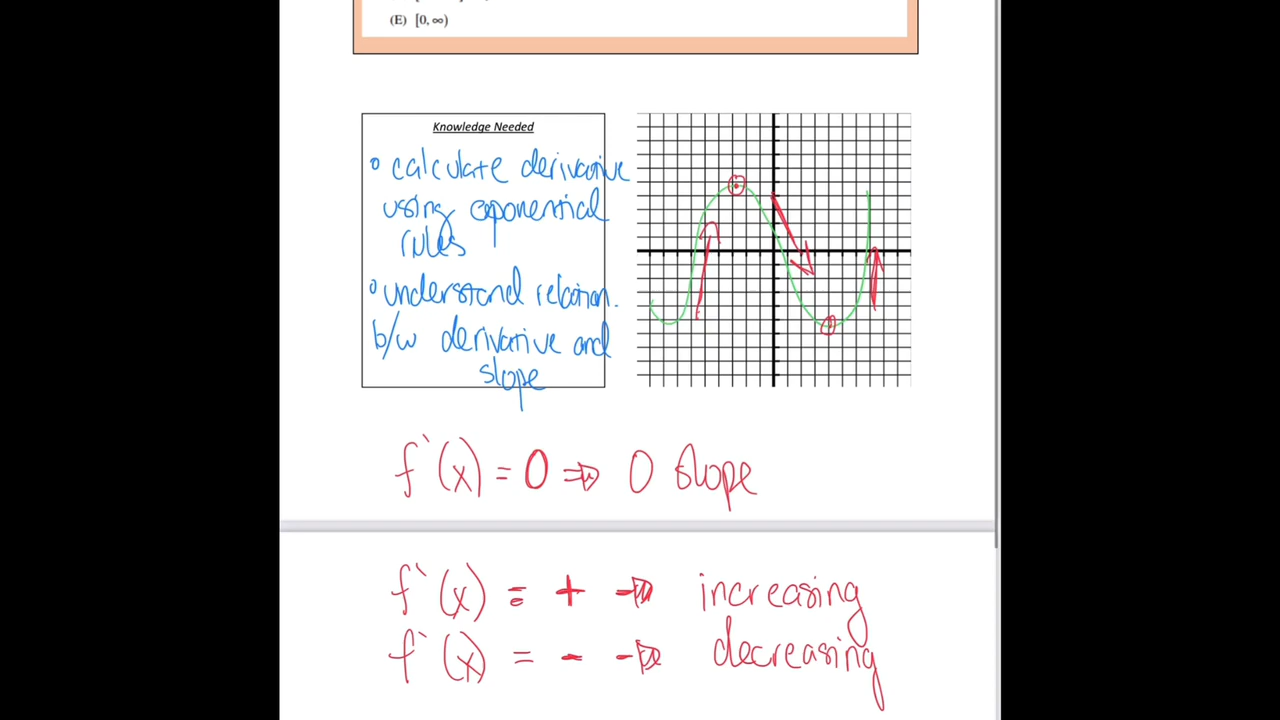 (E) [0, ∞)
Knowledge Needed
° calculate derivative
using exponential
rules
° understand relation.
b/w derivative and
slope
f`(x) = 0 ⇒ 0 slope
f`(x) = + → increasing
f`(x) = - → decreasing